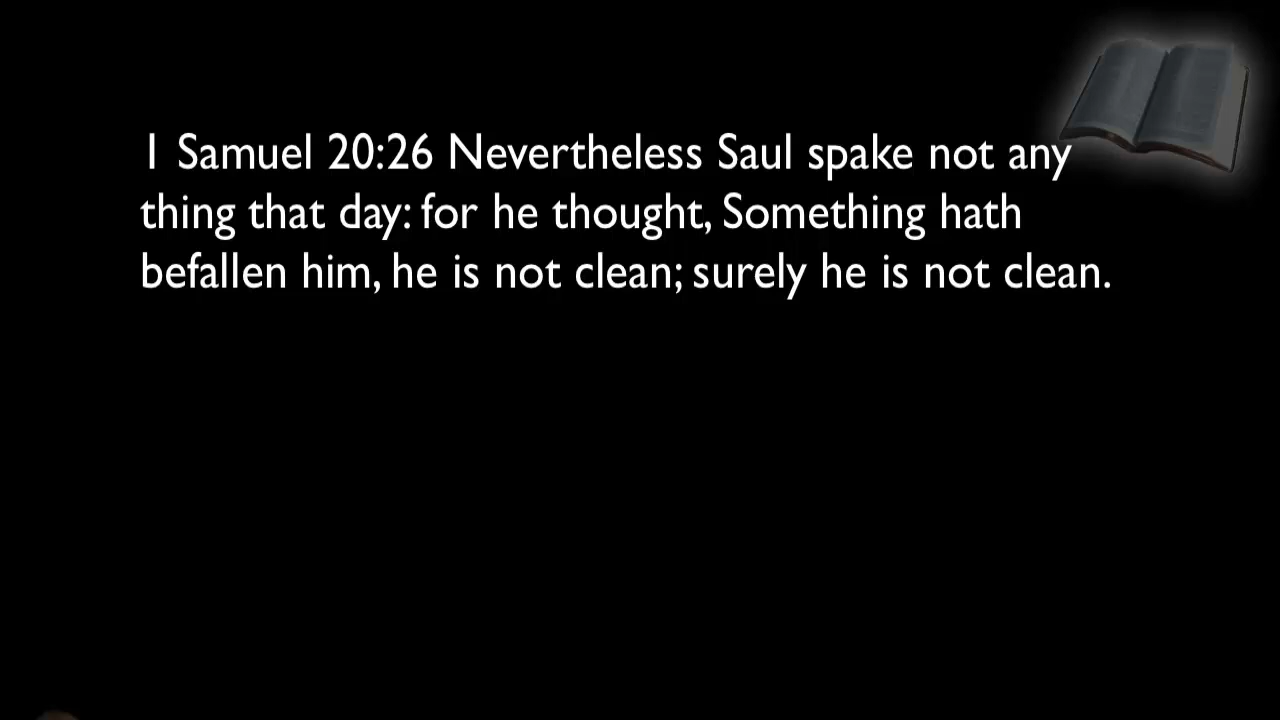 1 Samuel 20:26 Nevertheless Saul spake not any
thing that day: for he thought, Something hath
befallen him, he is not clean; surely he is not clean.